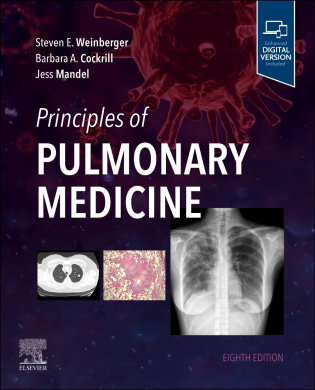 Steven E. Weinberger
Barbara A. Cockrill
Jess Mandel
Enhanced
DIGITAL
VERSION
Included
Principles of
PULMONARY
MEDICINE
EIGHTH EDITION
ELSEVIER